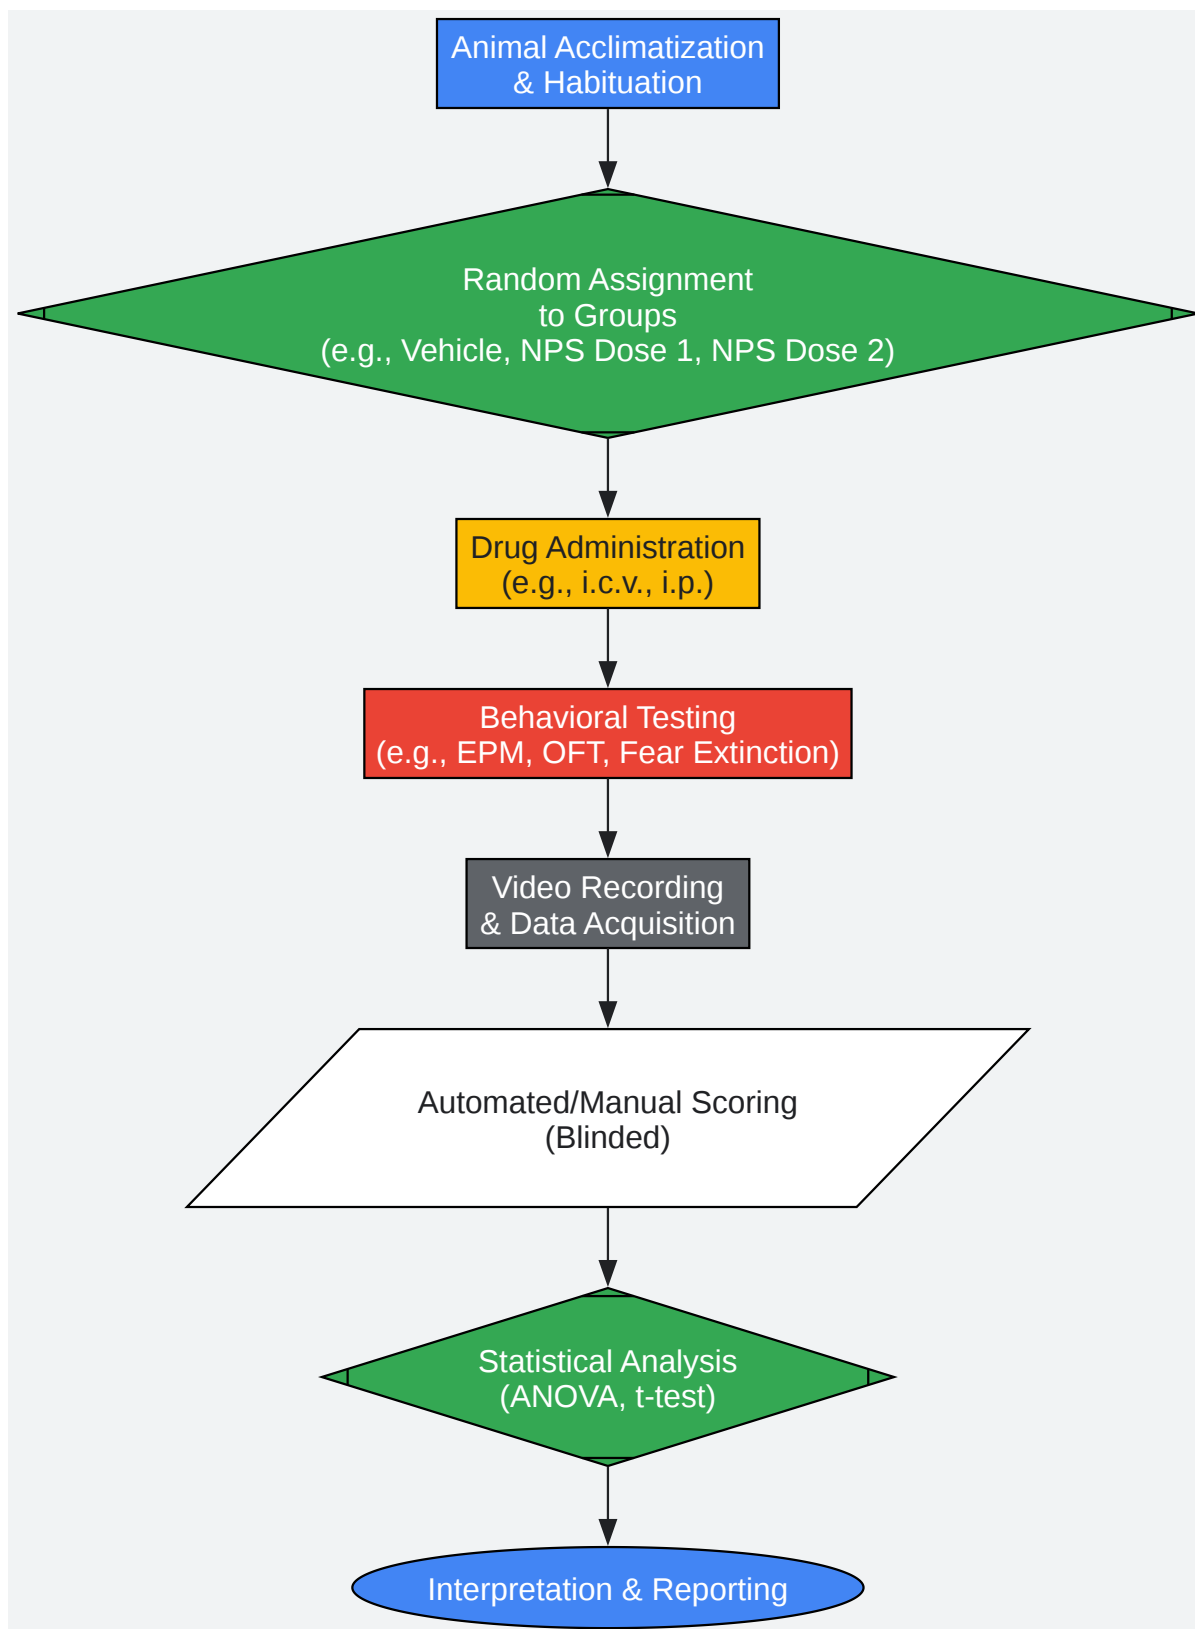 Animal Acclimatization
& Habituation
Random Assignment
to Groups
(e.g., Vehicle, NPS Dose 1, NPS Dose 2)
Drug Administration
(e.g., i.c.v., i.p.)
Behavioral Testing
(e.g., EPM, OFT, Fear Extinction)
Video Recording
& Data Acquisition
Automated/Manual Scoring
(Blinded)
Statistical Analysis
(ANOVA, t-test)
Interpretation & Reporting